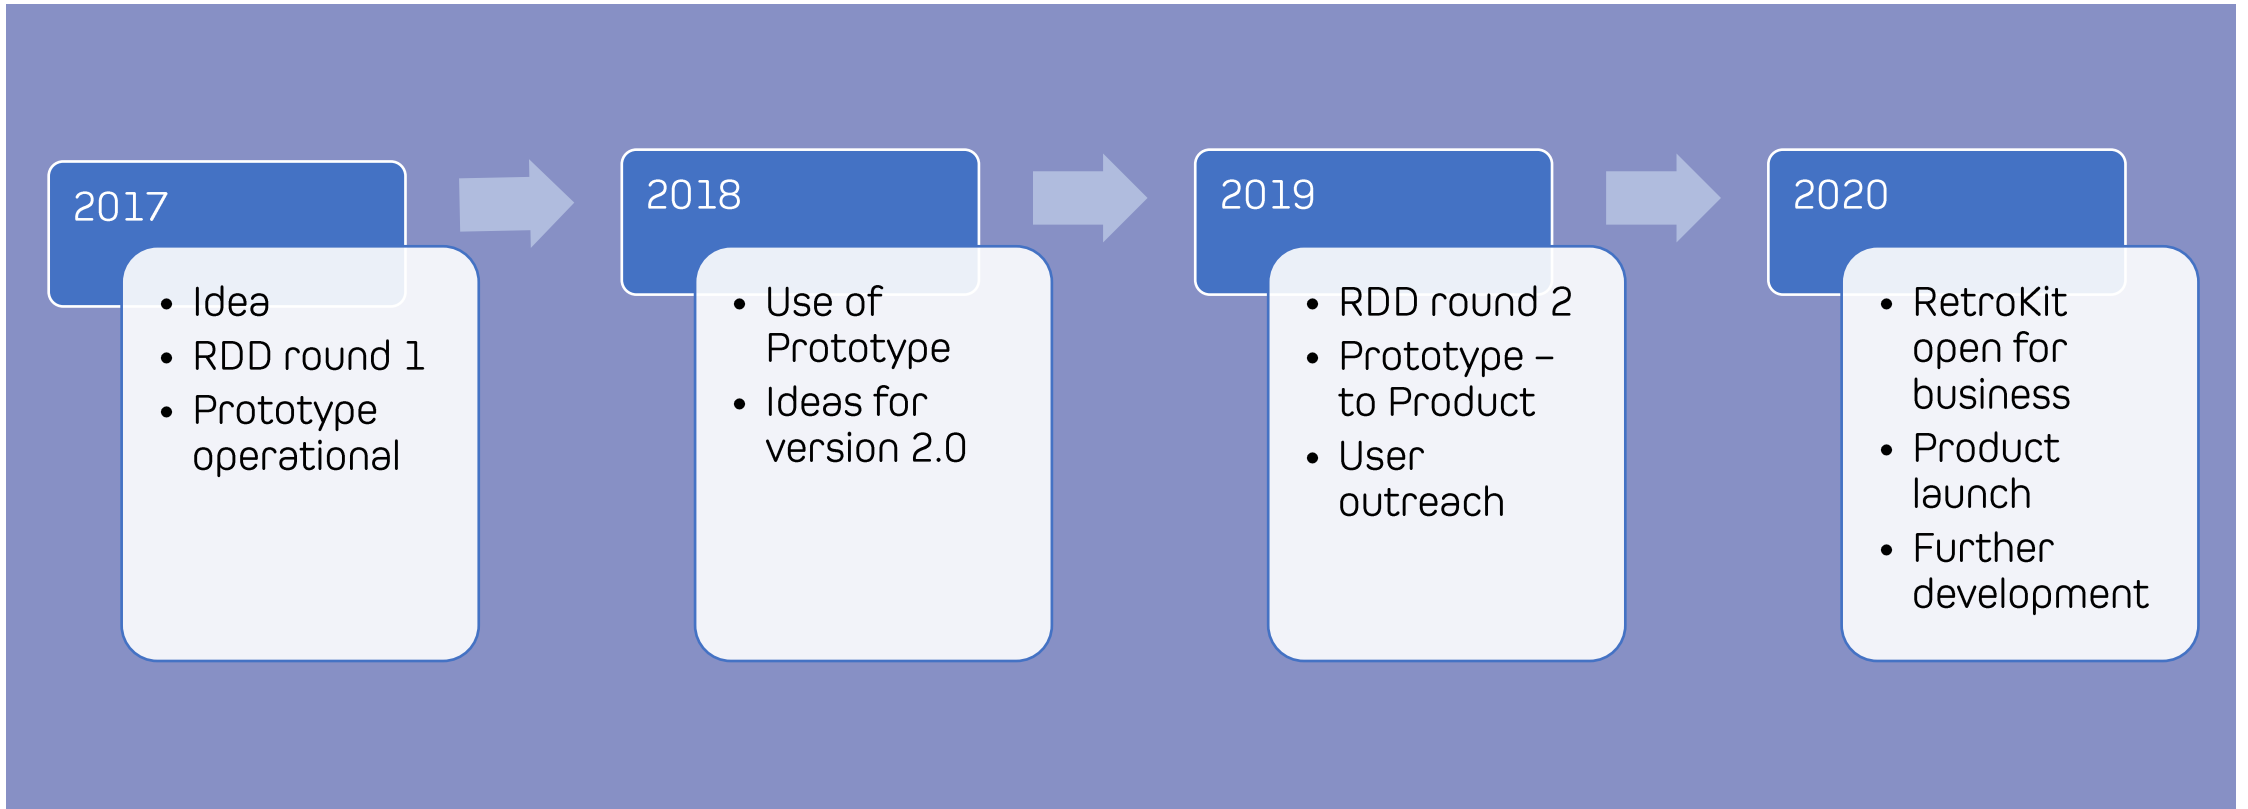 2017
• Idea
• RDD round 1
• Prototype
operational
2018
• Use of
Prototype
• Ideas for
version 2.0
2019
• RDD round 2
• Prototype –
to Product
• User
outreach
2020
• RetroKit
open for
business
• Product
launch
• Further
development